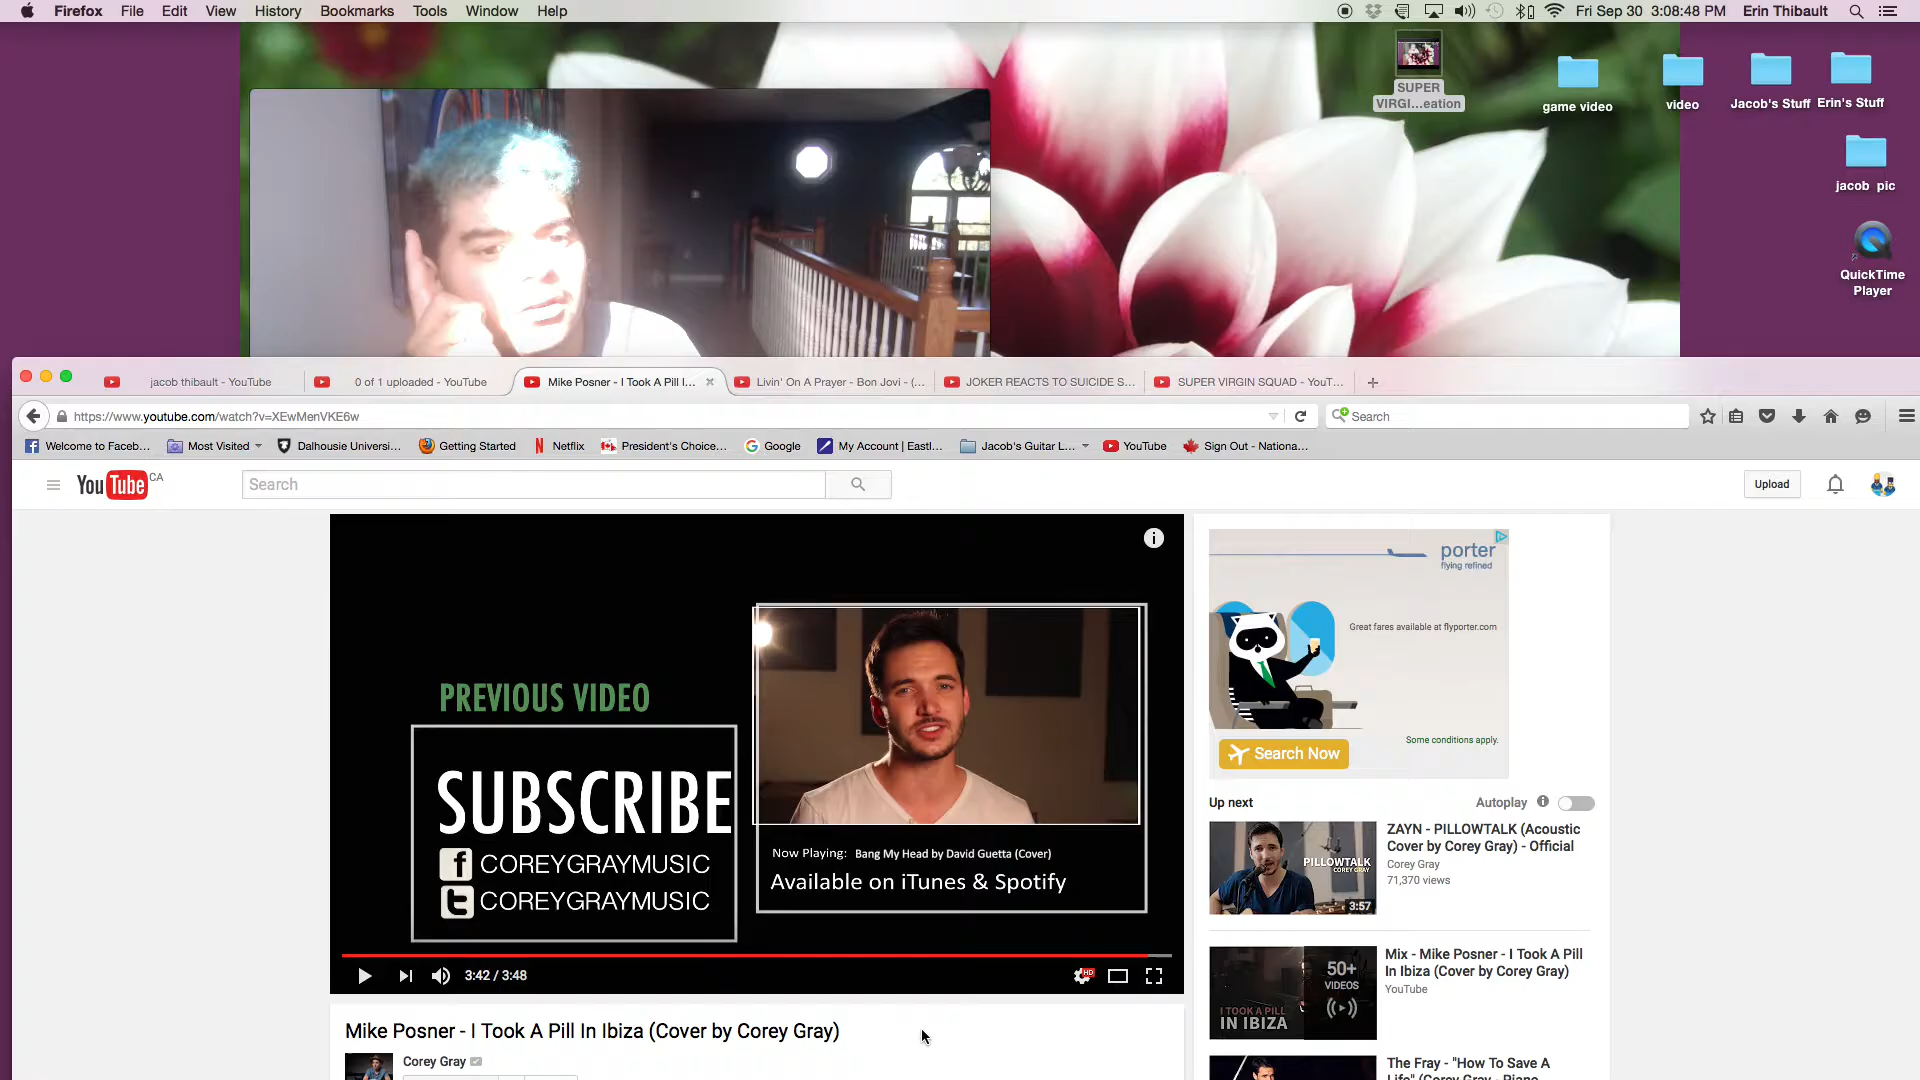 Firefox File Edit View History Bookmarks Tools Window Help
Fri Sep 30 3:08:48 PM Erin Thibault
SUPER
VIRGI...eation
game video
video
Jacob's Stuff
Erin's Stuff
jacob pic
QuickTime
Player
jacob thibault - YouTube
0 of 1 uploaded - YouTube
Mike Posner - I Took A Pill I...
Livin' On A Prayer - Bon Jovi - (...
JOKER REACTS TO SUICIDE S...
SUPER VIRGIN SQUAD - YouT...
https://www.youtube.com/watch?v=XEwMenVKE6w
Search
Welcome to Faceb...
Most Visited
Dalhousie Universi...
Getting Started
Netflix
President's Choice...
Google
My Account | Eastl...
Jacob's Guitar L...
YouTube
Sign Out - Nationa...
YouTube CA
Search
Upload
PREVIOUS VIDEO
SUBSCRIBE
f COREYGRAYMUSIC
t COREYGRAYMUSIC
Now Playing: Bang My Head by David Guetta (Cover)
Available on iTunes & Spotify
3:42 / 3:48
HD
Mike Posner - I Took A Pill In Ibiza (Cover by Corey Gray)
Corey Gray
porter
flying refined
Great fares available at flyporter.com
Some conditions apply.
Search Now
Up next
Autoplay
PILLOWTALK
COREY GRAY
3:57
ZAYN - PILLOWTALK (Acoustic
Cover by Corey Gray) - Official
Corey Gray
71,370 views
50+
VIDEOS
I TOOK A PILL
IN IBIZA
Mix - Mike Posner - I Took A Pill
In Ibiza (Cover by Corey Gray)
YouTube
The Fray - "How To Save A
Life" (Corey Gray - Piano